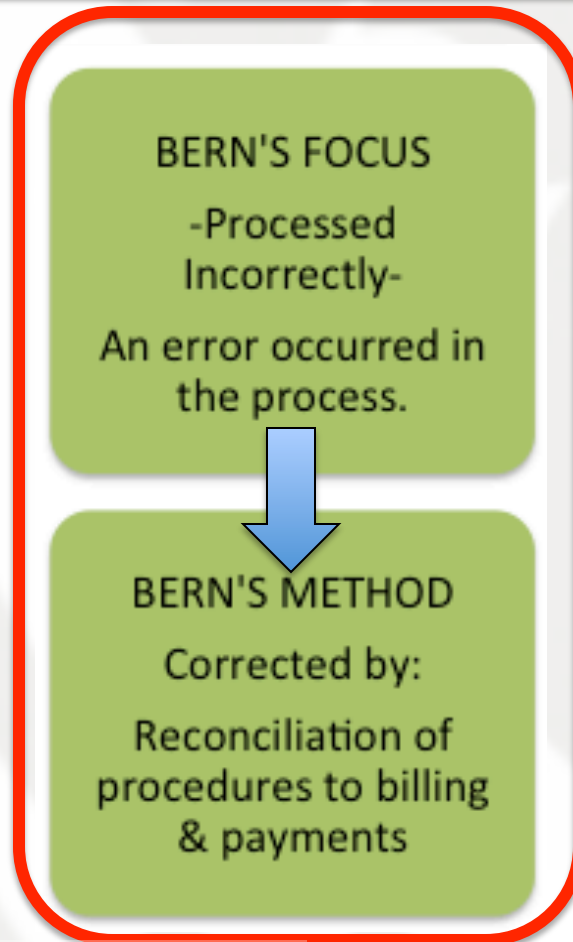 BERN'S FOCUS
-Processed
Incorrectly-
An error occurred in
the process.
BERN'S METHOD
Corrected by:
Reconciliation of
procedures to billing
& payments